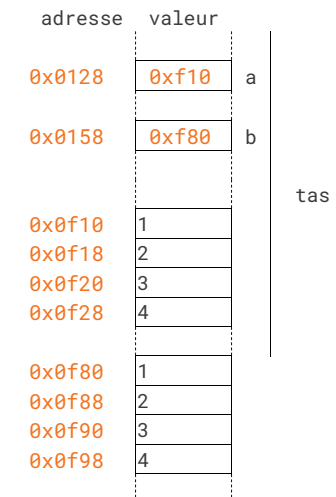 adresse valeur
0x0128 0xf10 a
0x0158 0xf80 b
tas
0x0f10 1
0x0f18 2
0x0f20 3
0x0f28 4
0x0f80 1
0x0f88 2
0x0f90 3
0x0f98 4